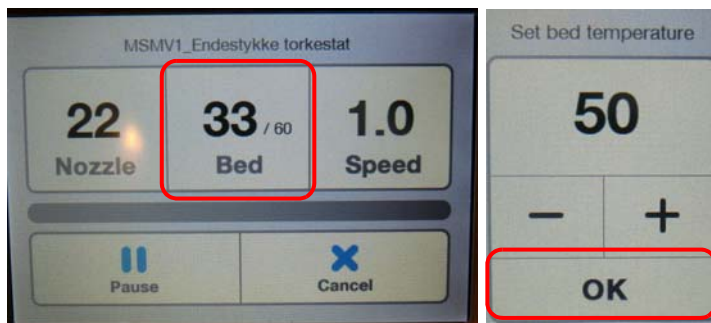 MSMV1_Endestykke torkestat
22
Nozzle
33 / 60
Bed
1.0
Speed
Pause
Cancel
Set bed temperature
50
− +
OK